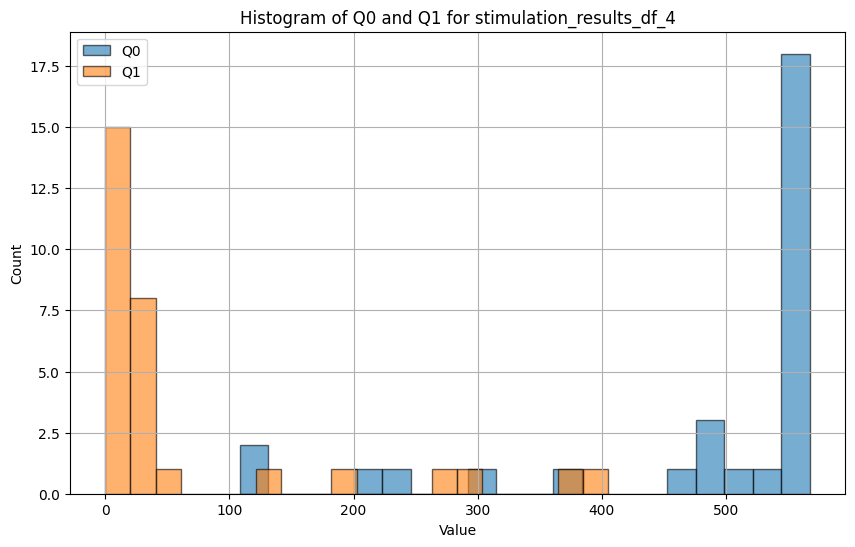 Histogram of Q0 and Q1 for stimulation_results_df_4
Q0
Q1
17.5
15.0
12.5
10.0
7.5
5.0
2.5
0.0
Count
0 100 200 300 400 500
Value